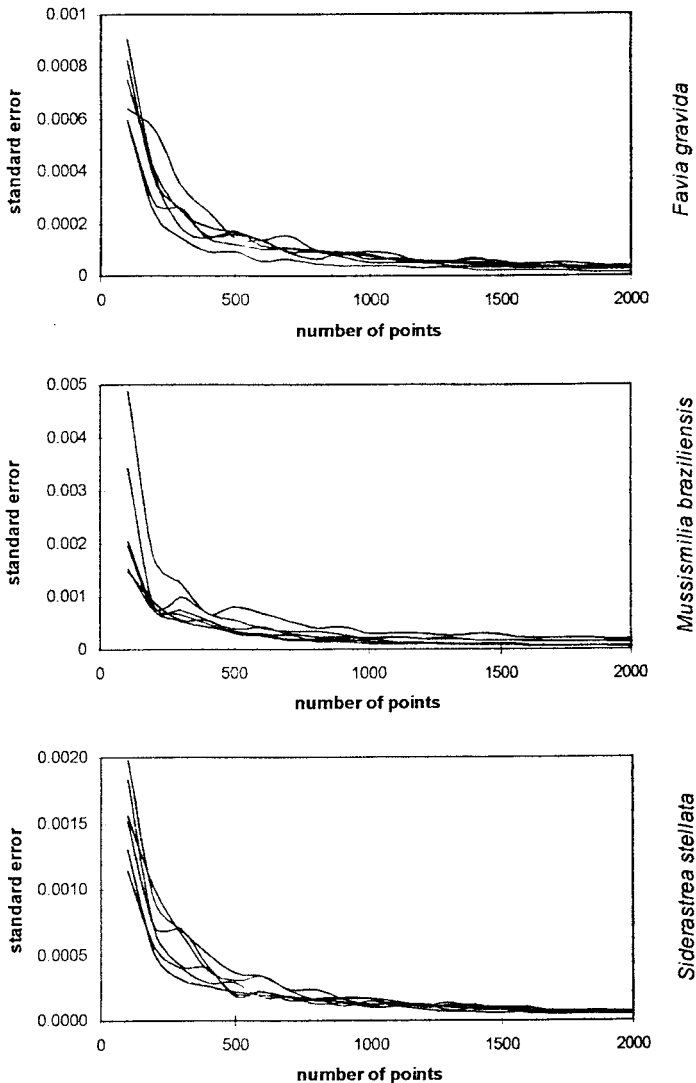 0.001
0.0008
0.0006
0.0004
0.0002
0
standard error
0 500 1000 1500 2000
number of points
Favia gravida
0.005
0.004
0.003
0.002
0.001
0
standard error
0 500 1000 1500 2000
number of points
Mussismilia braziliensis
0.0020
0.0015
0.0010
0.0005
0.0000
standard error
0 500 1000 1500 2000
number of points
Siderastrea stellata